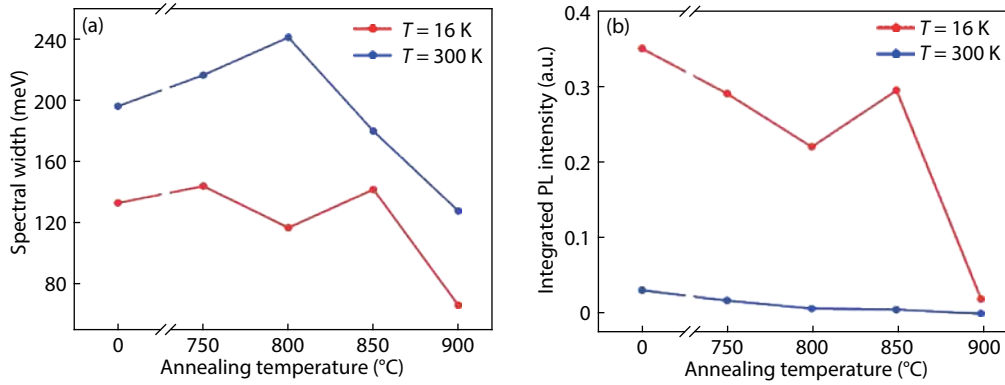 (a)
T = 16 K
T = 300 K
240
200
160
120
80
Spectral width (meV)
0 750 800 850 900
Annealing temperature (°C)
(b)
T = 16 K
T = 300 K
0.4
0.3
0.2
0.1
0
Integrated PL intensity (a.u.)
0 750 800 850 900
Annealing temperature (°C)